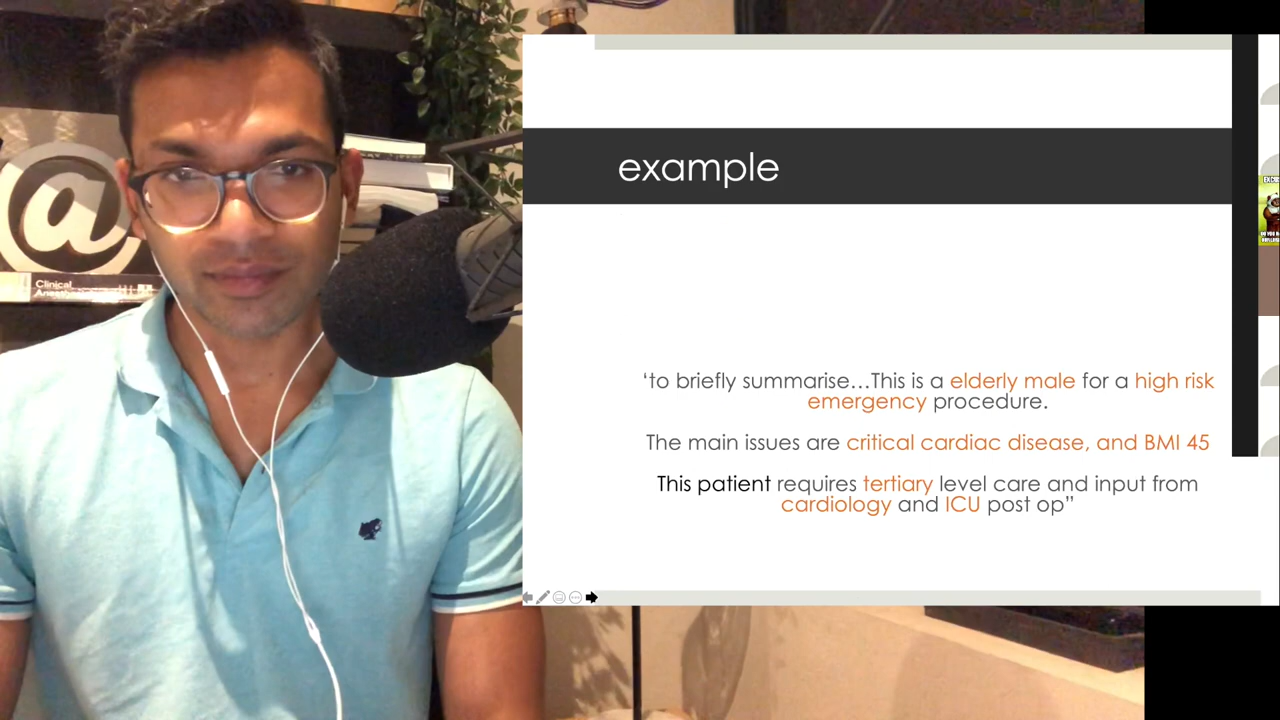 @
Clinical
example
‘to briefly summarise...This is a elderly male for a high risk
emergency procedure.
The main issues are critical cardiac disease, and BMI 45
This patient requires tertiary level care and input from
cardiology and ICU post op”